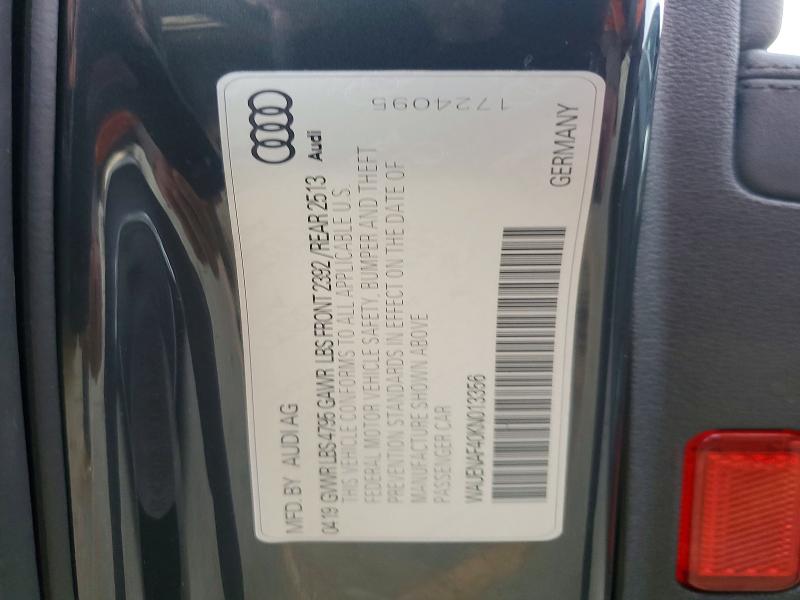 MFD. BY AUDI AG
0419 GVWR LBS 4795 GAWR LBS FRONT 2392 / REAR 2513 Audi
THIS VEHICLE CONFORMS TO ALL APPLICABLE U.S.
FEDERAL MOTOR VEHICLE SAFETY, BUMPER AND THEFT
PREVENTION STANDARDS IN EFFECT ON THE DATE OF
MANUFACTURE SHOWN ABOVE
PASSENGER CAR
1724095
WAUENAF40KN013356
GERMANY